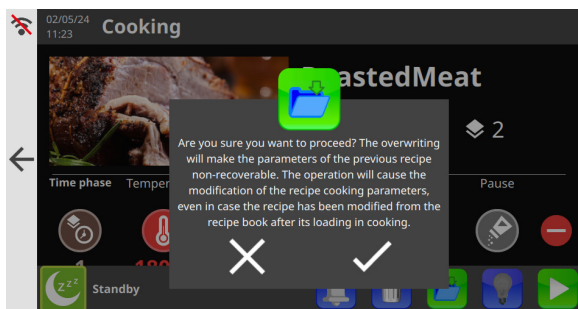 02/05/24
11:23
Cooking
astedMeat
2
Are you sure you want to proceed? The overwriting
will make the parameters of the previous recipe
non-recoverable. The operation will cause the
modification of the recipe cooking parameters,
even in case the recipe has been modified from the
recipe book after its loading in cooking.
Time phase
Temper
Pause
zzz
Standby